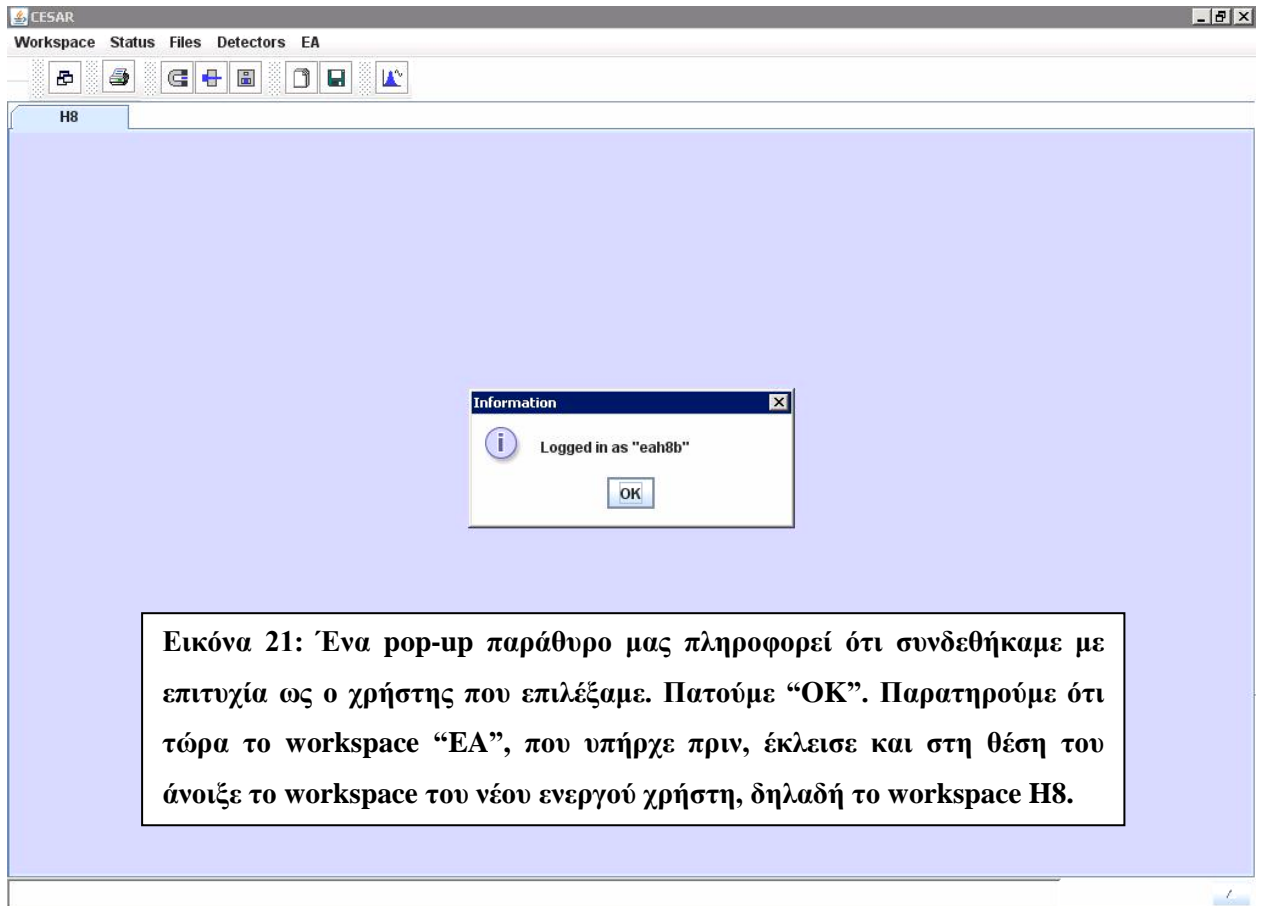 CESAR
Workspace Status Files Detectors EA
H8
Information
Logged in as "eah8b"
OK
Εικόνα 21: Ένα pop-up παράθυρο μας πληροφορεί ότι συνδεθήκαμε με
επιτυχία ως ο χρήστης που επιλέξαμε. Πατούμε “OK”. Παρατηρούμε ότι
τώρα το workspace “EA”, που υπήρχε πριν, έκλεισε και στη θέση του
άνοιξε το workspace του νέου ενεργού χρήστη, δηλαδή το workspace H8.